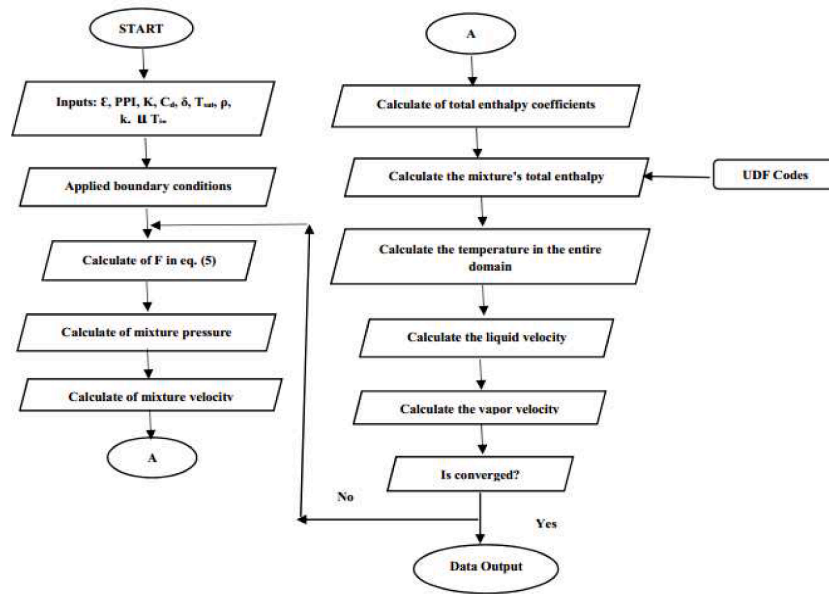 START
Inputs: Ɛ, PPI, K, Cd, δ, Tsat, ρ,
k, u Tin
Applied boundary conditions
Calculate of F in eq. (5)
Calculate of mixture pressure
Calculate of mixture velocity
A
A
Calculate of total enthalpy coefficients
Calculate the mixture's total enthalpy
UDF Codes
Calculate the temperature in the entire
domain
Calculate the liquid velocity
Calculate the vapor velocity
Is converged?
No
Yes
Data Output